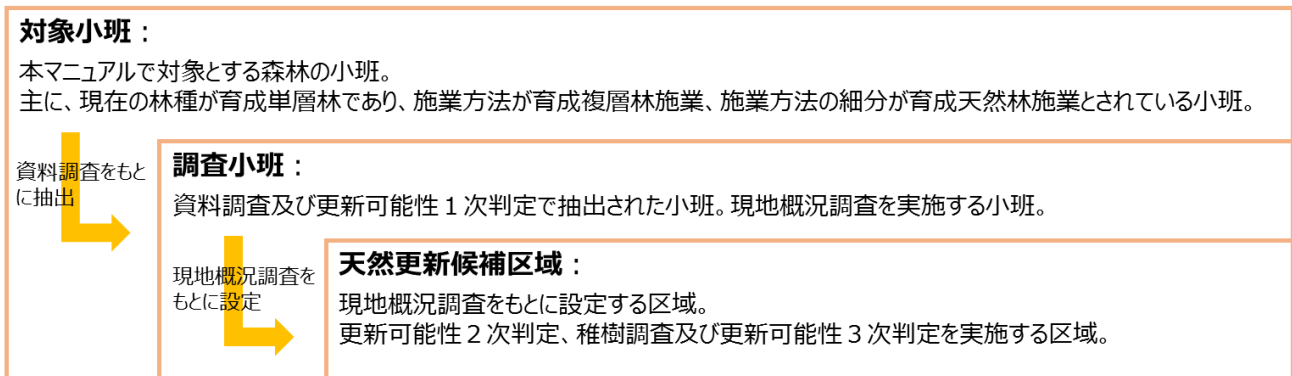 対象小班：
本マニュアルで対象とする森林の小班。
主に、現在の林種が育成単層林であり、施業方法が育成複層林施業、施業方法の細分が育成天然林施業とされている小班。
資料調査をもと
に抽出
調査小班：
資料調査及び更新可能性１次判定で抽出された小班。現地概況調査を実施する小班。
現地概況調査を
もとに設定
天然更新候補区域：
現地概況調査をもとに設定する区域。
更新可能性２次判定、稚樹調査及び更新可能性３次判定を実施する区域。